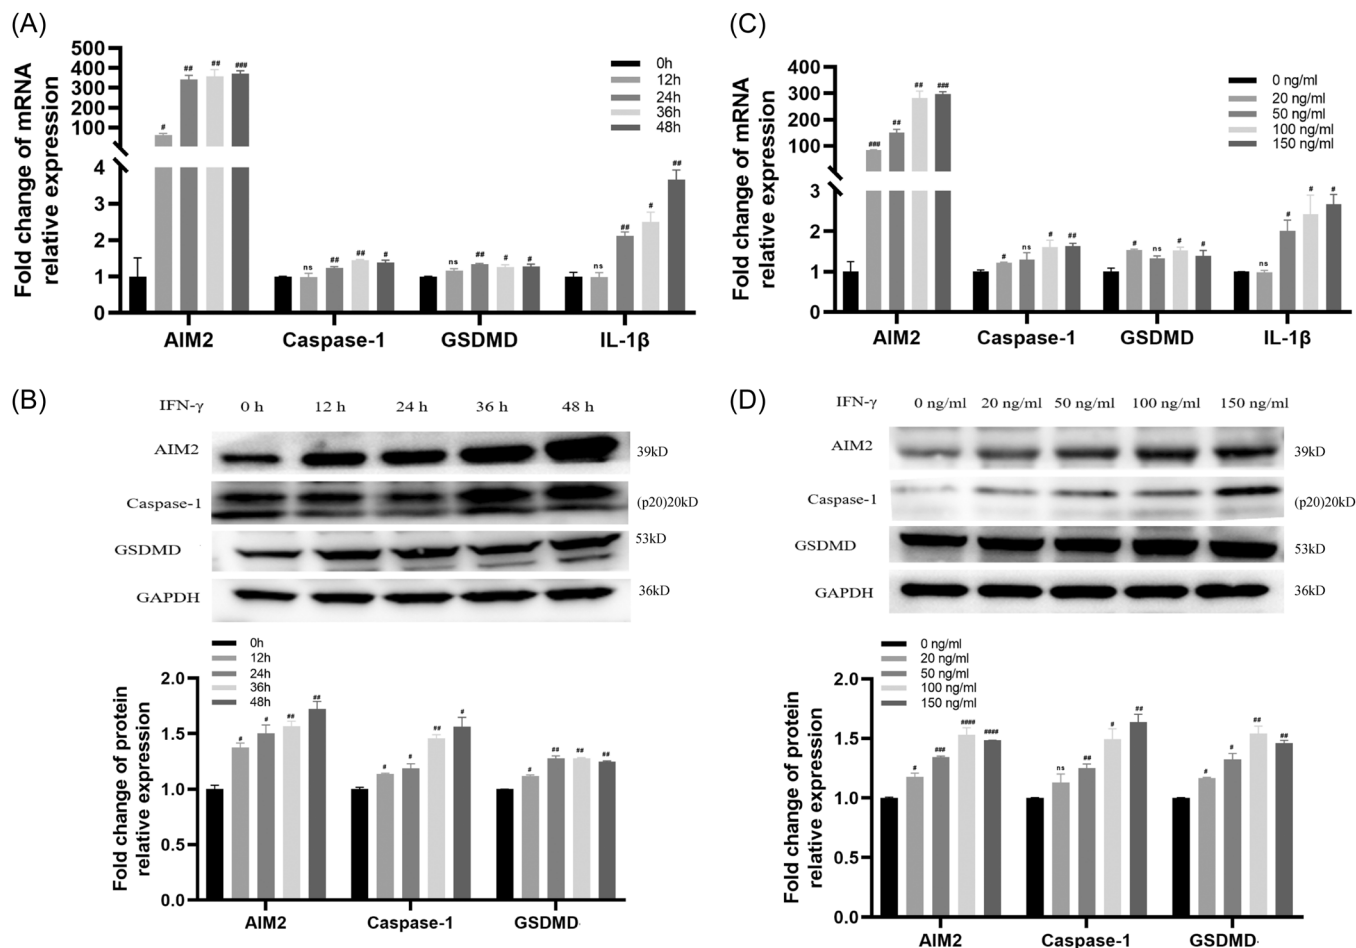 (A)
Fold change of mRNA
relative expression
500
400
300
200
100
4
3
2
1
0
0h
12h
24h
36h
48h
# ## ## ###
ns ## ## #
ns ## # #
ns ## # ##
AIM2 Caspase-1 GSDMD IL-1β
(C)
Fold change of mRNA
relative expression
400
300
200
100
3
2
1
0
0 ng/ml
20 ng/ml
50 ng/ml
100 ng/ml
150 ng/ml
### ## ## ###
# ns # ##
# ns # #
ns # # #
AIM2 Caspase-1 GSDMD IL-1β
(B)
IFN-γ 0 h 12 h 24 h 36 h 48 h
AIM2 39kD
Caspase-1 (p20)20kD
GSDMD 53kD
GAPDH 36kD
0h
12h
24h
36h
48h
Fold change of protein
relative expression
2.0
1.5
1.0
0.5
0.0
# # ## ##
# # ## #
# ## ## ##
AIM2 Caspase-1 GSDMD.
(D)
IFN-γ 0 ng/ml 20 ng/ml 50 ng/ml 100 ng/ml 150 ng/ml
AIM2 39kD
Caspase-1 (p20)20kD
GSDMD 53kD
GAPDH 36kD
0 ng/ml
20 ng/ml
50 ng/ml
100 ng/ml
150 ng/ml
Fold change of protein
relative expression
2.0
1.5
1.0
0.5
0.0
# ### #### ####
ns ## # ##
# # ## ##
AIM2 Caspase-1 GSDMD.